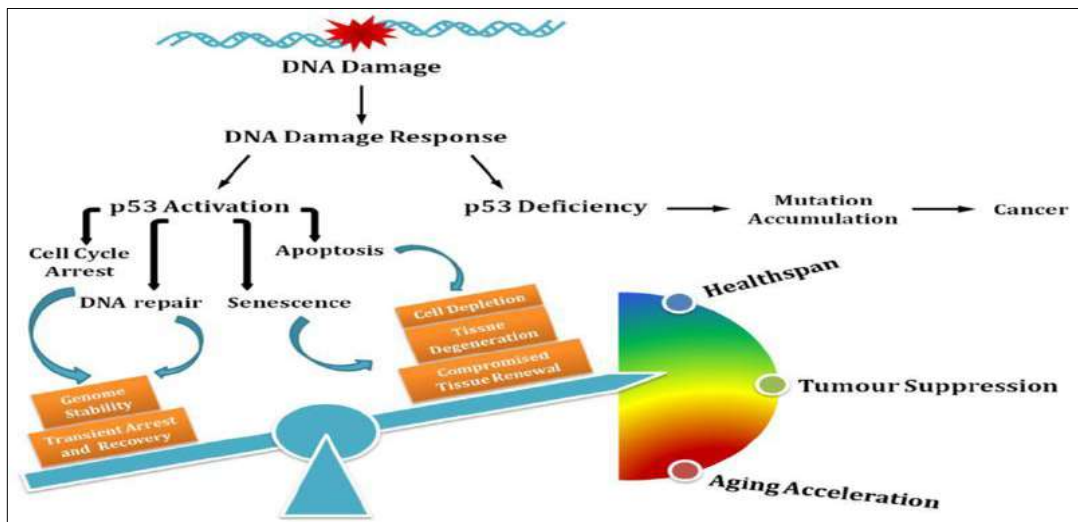 DNA Damage
DNA Damage Response
p53 Activation
p53 Deficiency
Mutation
Accumulation
Cancer
Cell Cycle
Arrest
Apoptosis
DNA repair
Senescence
Cell Depletion
Tissue
Degeneration
Compromised
Tissue Renewal
Genome
Stability
Transient Arrest
and Recovery
Healthspan
Tumour Suppression
Aging Acceleration